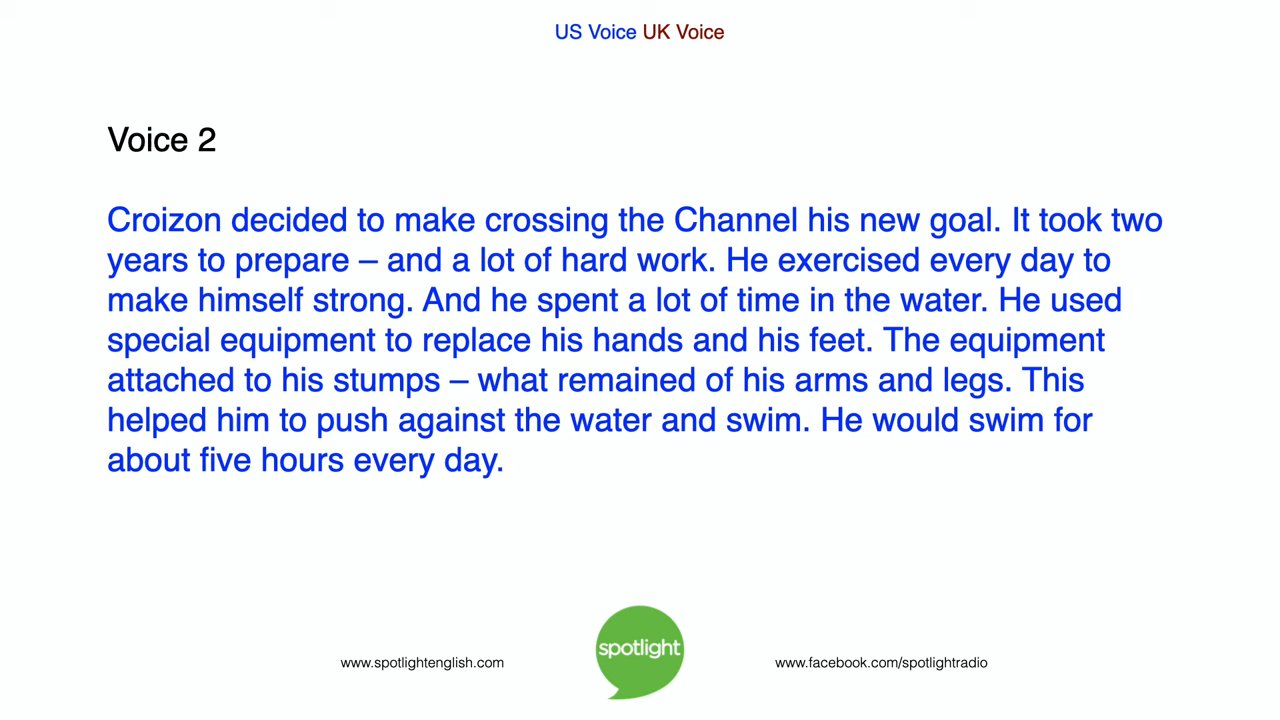 US Voice UK Voice
Voice 2
Croizon decided to make crossing the Channel his new goal. It took two
years to prepare – and a lot of hard work. He exercised every day to
make himself strong. And he spent a lot of time in the water. He used
special equipment to replace his hands and his feet. The equipment
attached to his stumps – what remained of his arms and legs. This
helped him to push against the water and swim. He would swim for
about five hours every day.
www.spotlightenglish.com
spotlight
www.facebook.com/spotlightradio